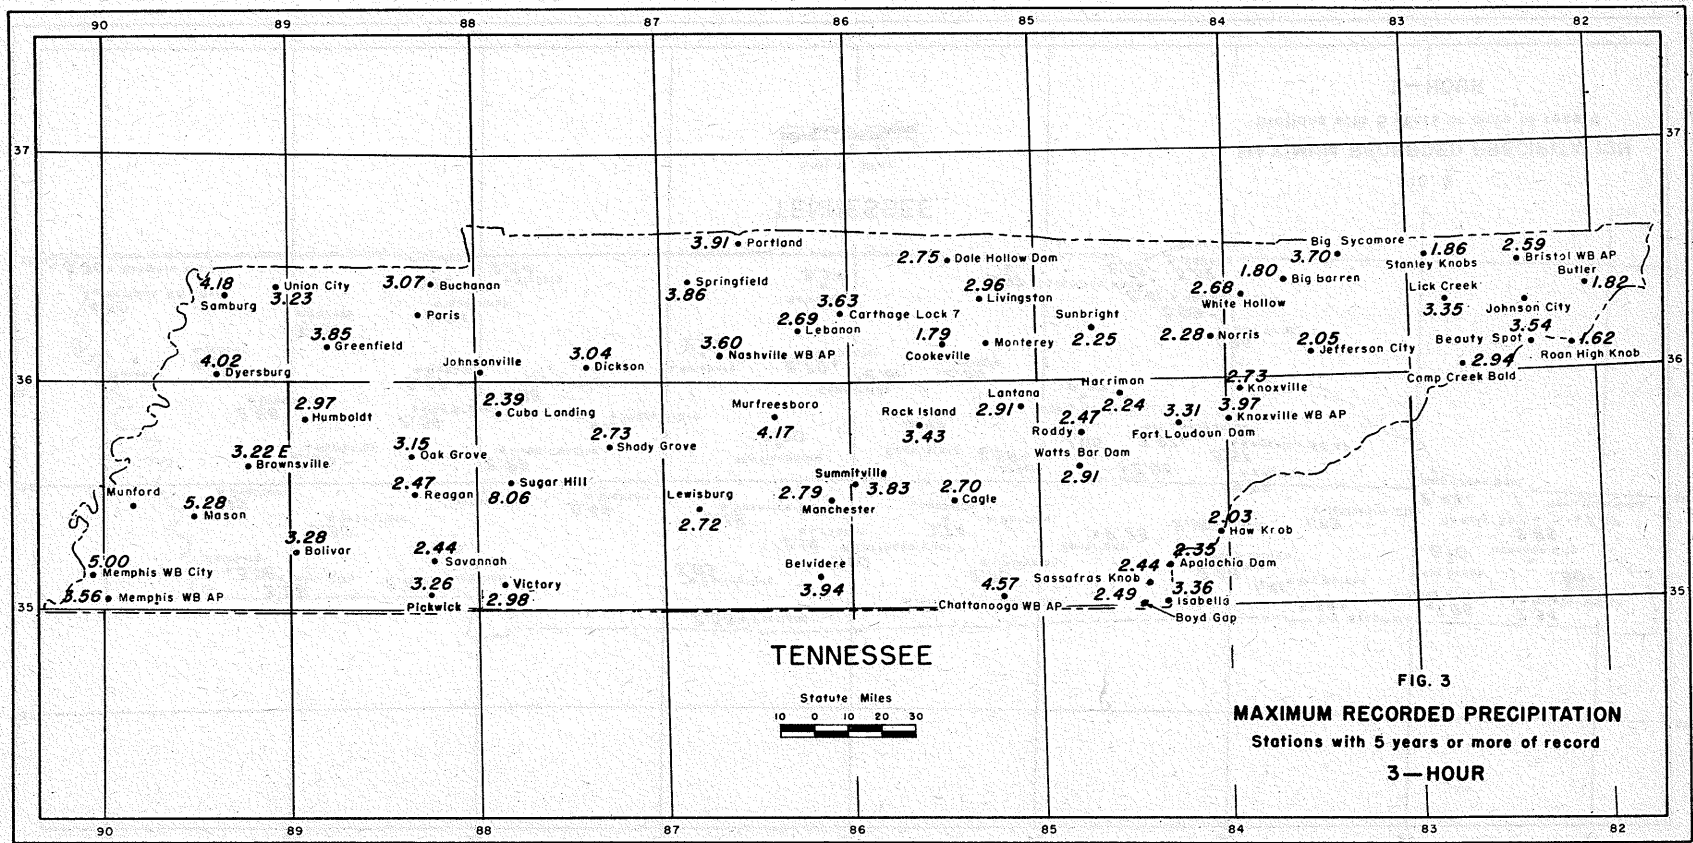 90 89 88 87 86 85 84 83 82
37 37
3.91 Portland
Big Sycamore
3.70
1.86
Stanley Knobs
2.59
Bristol WB AP
Butler
1.82
2.75 Dale Hollow Dam
4.18
Samburg
Union City
3.23
3.07 Buchanan
Paris
Springfield
3.86
3.63
Carthage Lock 7
2.69
Lebanon
2.96
Livingston
1.80
Big Barren
2.68
White Hollow
Lick Creek
3.35
Johnson City
3.54
Beauty Spot
1.62
Roan High Knob
3.85
Greenfield
3.60
Nashville WB AP
1.79
Cookeville
Monterey
Sunbright
2.25
2.28 Norris
2.05
Jefferson City
2.94
Camp Creek Bald
4.02
Dyersburg
Johnsonville
3.04
Dickson
36 36
2.97
Humboldt
2.39
Cuba Landing
Murfreesboro
4.17
Rock Island
3.43
Lantana
2.91
Harriman
2.24
2.47
Roddy
3.31
Fort Loudoun Dam
2.73
Knoxville
3.97
Knoxville WB AP
3.22 E
Brownsville
3.15
Oak Grove
2.73
Shady Grove
Watts Bar Dam
2.91
Munford
5.28
Mason
2.47
Reagan
Sugar Hill
8.06
Lewisburg
2.72
Summitville
3.83
2.79
Manchester
2.70
Cagle
2.03
Haw Knob
3.28
Bolivar
2.44
Savannah
2.35
Apalachia Dam
2.44
Sassafras Knob
5.00
Memphis WB City
3.56 Memphis WB AP
3.26
Pickwick
Victory
2.98
Belvidere
3.94
4.57
Chattanooga WB AP
2.49
3.36
Isabella
Boyd Gap
35 35
TENNESSEE
Statute Miles
10 0 10 20 30
FIG. 3
MAXIMUM RECORDED PRECIPITATION
Stations with 5 years or more of record
3—HOUR
90 89 88 87 86 85 84 83 82